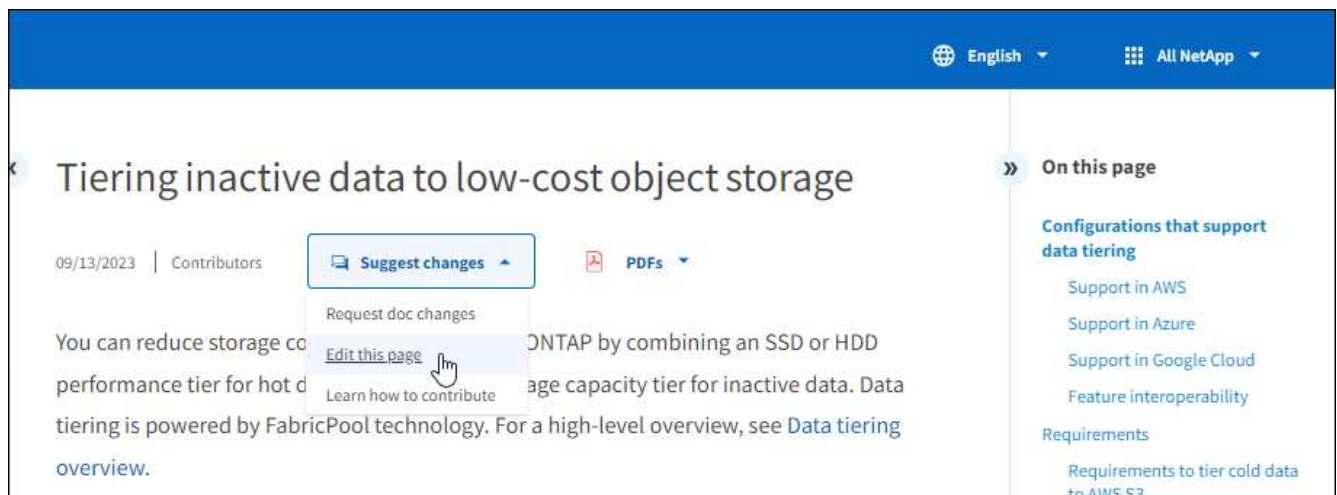 English
All NetApp
Tiering inactive data to low-cost object storage
09/13/2023 | Contributors
Suggest changes
PDFs
Request doc changes
Edit this page
Learn how to contribute
You can reduce storage co ONTAP by combining an SSD or HDD
performance tier for hot d age capacity tier for inactive data. Data
tiering is powered by FabricPool technology. For a high-level overview, see Data tiering
overview.
On this page
Configurations that support
data tiering
Support in AWS
Support in Azure
Support in Google Cloud
Feature interoperability
Requirements
Requirements to tier cold data
to AWS S3